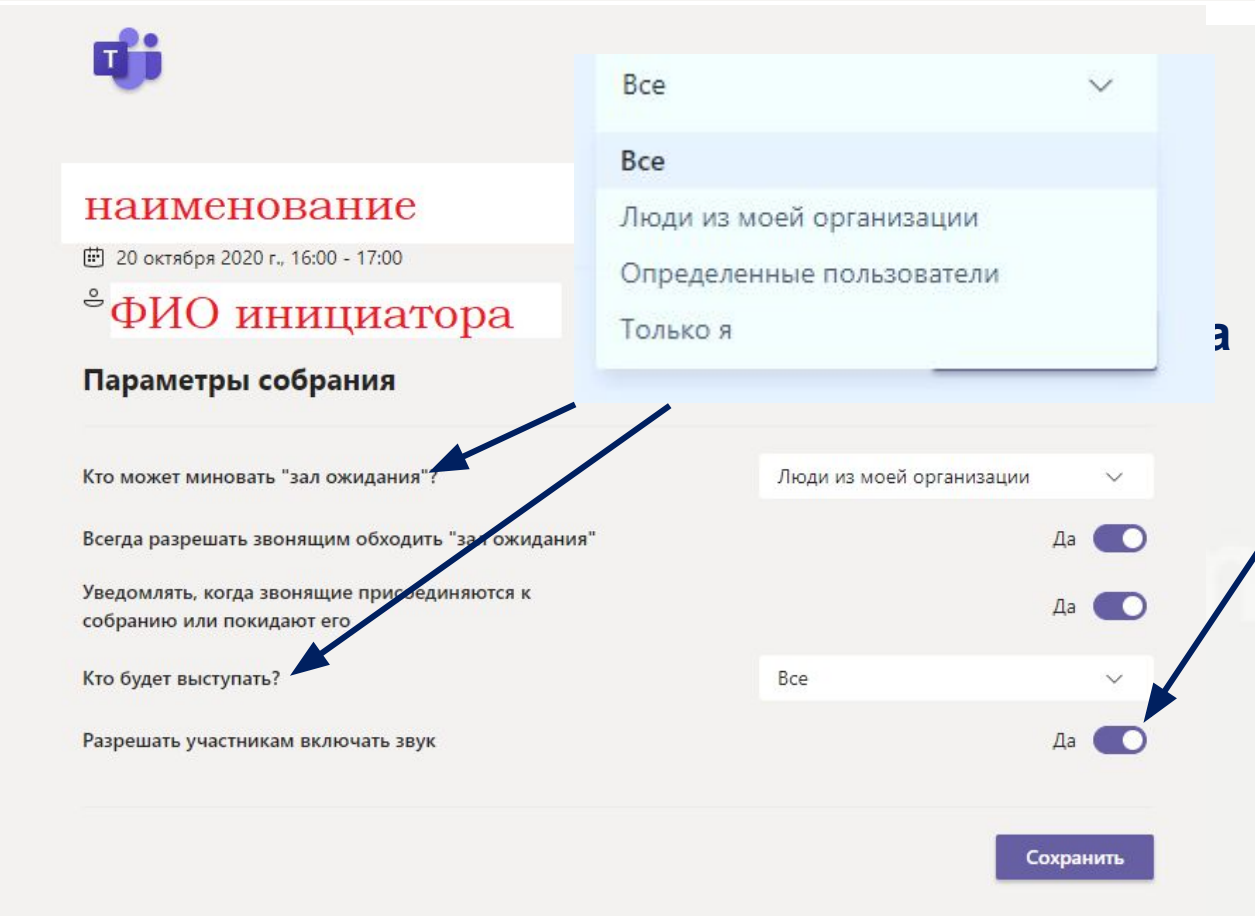 T
Все
Все
Люди из моей организации
Определенные пользователи
Только я
наименование
20 октября 2020 г., 16:00 - 17:00
ФИО инициатора
а
Параметры собрания
Кто может миновать "зал ожидания"?
Люди из моей организации
Всегда разрешать звонящим обходить "зал ожидания"
Да
Уведомлять, когда звонящие присоединяются к
собранию или покидают его
Да
Кто будет выступать?
Все
Разрешать участникам включать звук
Да
Сохранить